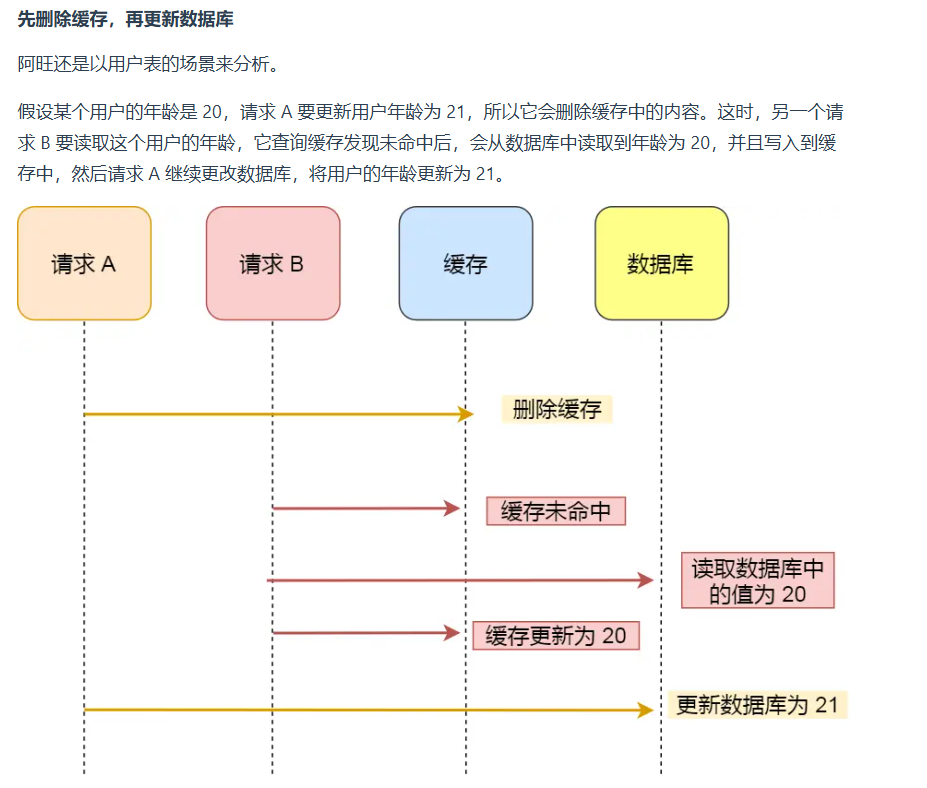 先删除缓存，再更新数据库
阿旺还是以用户表的场景来分析。
假设某个用户的年龄是 20，请求 A 要更新用户年龄为 21，所以它会删除缓存中的内容。这时，另一个请
求 B 要读取这个用户的年龄，它查询缓存发现未命中后，会从数据库中读取到年龄为 20，并且写入到缓
存中，然后请求 A 继续更改数据库，将用户的年龄更新为 21。
请求 A
请求 B
缓存
数据库
删除缓存
缓存未命中
读取数据库中
的值为 20
缓存更新为 20
更新数据库为 21